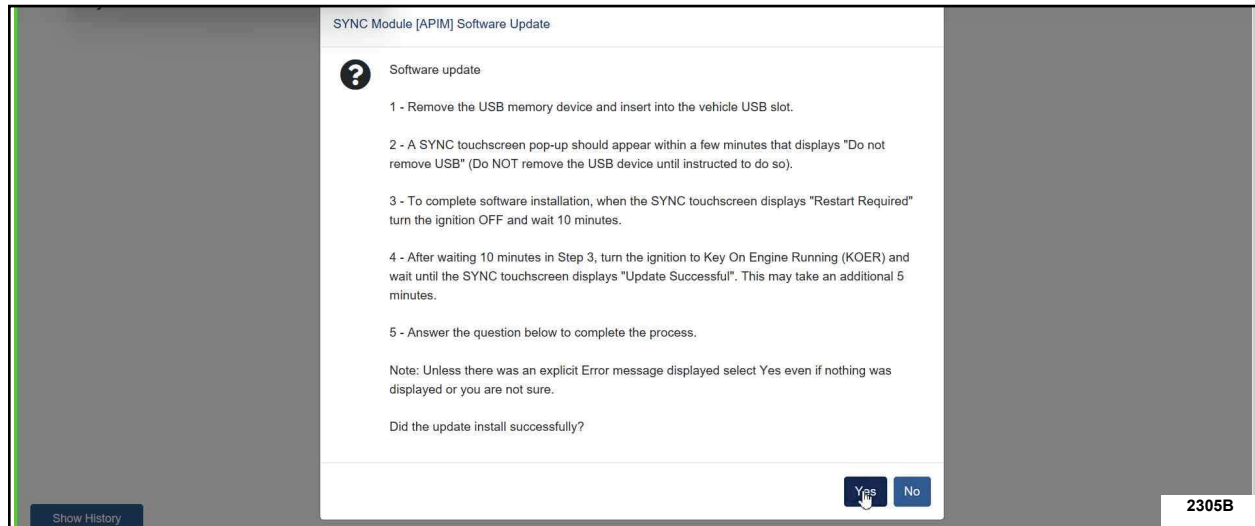 SYNC Module [APIM] Software Update
Software update
1 - Remove the USB memory device and insert into the vehicle USB slot.
2 - A SYNC touchscreen pop-up should appear within a few minutes that displays "Do not
remove USB" (Do NOT remove the USB device until instructed to do so).
3 - To complete software installation, when the SYNC touchscreen displays "Restart Required"
turn the ignition OFF and wait 10 minutes.
4 - After waiting 10 minutes in Step 3, turn the ignition to Key On Engine Running (KOER) and
wait until the SYNC touchscreen displays "Update Successful". This may take an additional 5
minutes.
5 - Answer the question below to complete the process.
Note: Unless there was an explicit Error message displayed select Yes even if nothing was
displayed or you are not sure.
Did the update install successfully?
Yes No
Show History
2305B